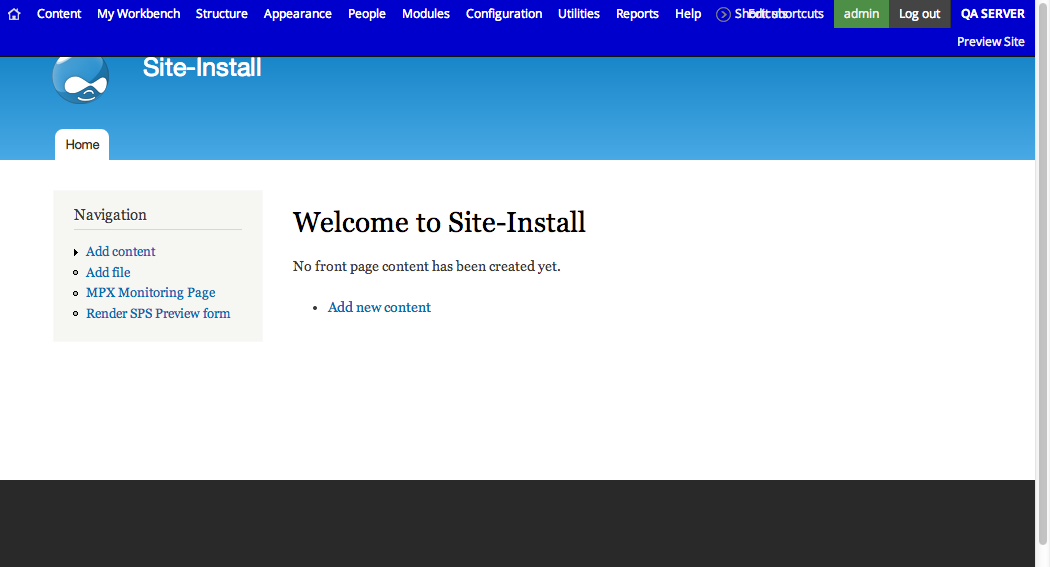 Content My Workbench Structure Appearance People Modules Configuration Utilities Reports Help Shortcuts Edit shortcuts admin Log out QA SERVER
Preview Site
Site-Install
Home
Navigation
Add content
Add file
MPX Monitoring Page
Render SPS Preview form
Welcome to Site-Install
No front page content has been created yet.
Add new content